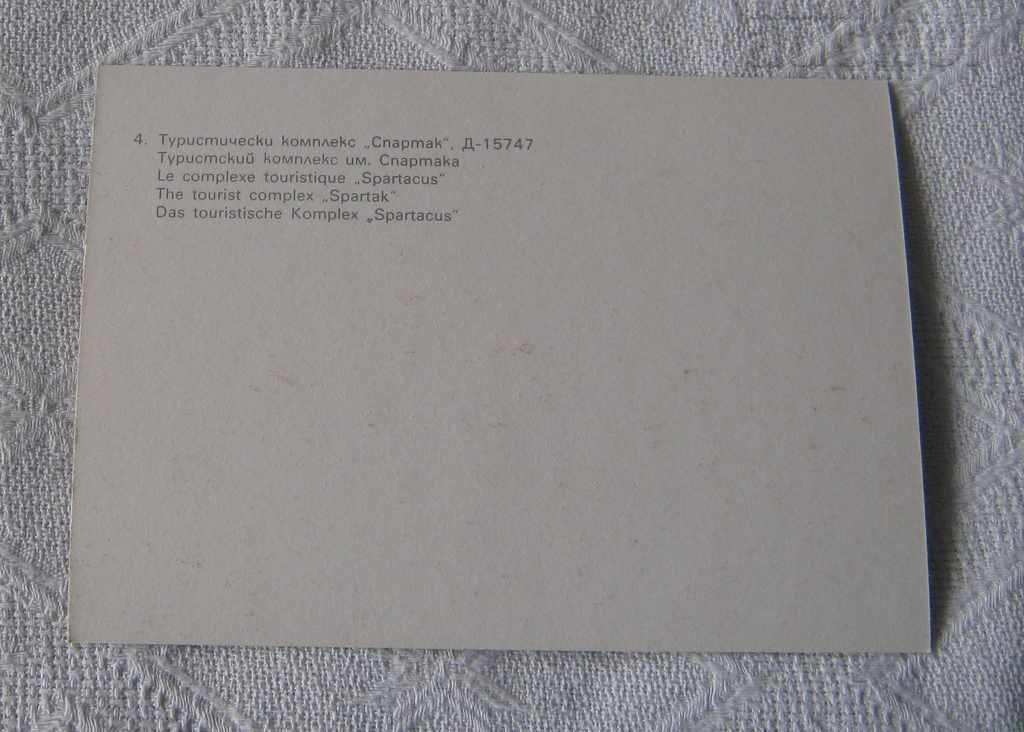 4. Туристически комплекс „Спартак“, Д-15747
Туристский комплекс им. Спартака
Le complexe touristique „Spartacus“
The tourist complex „Spartak“
Das touristische Komplex „Spartacus“